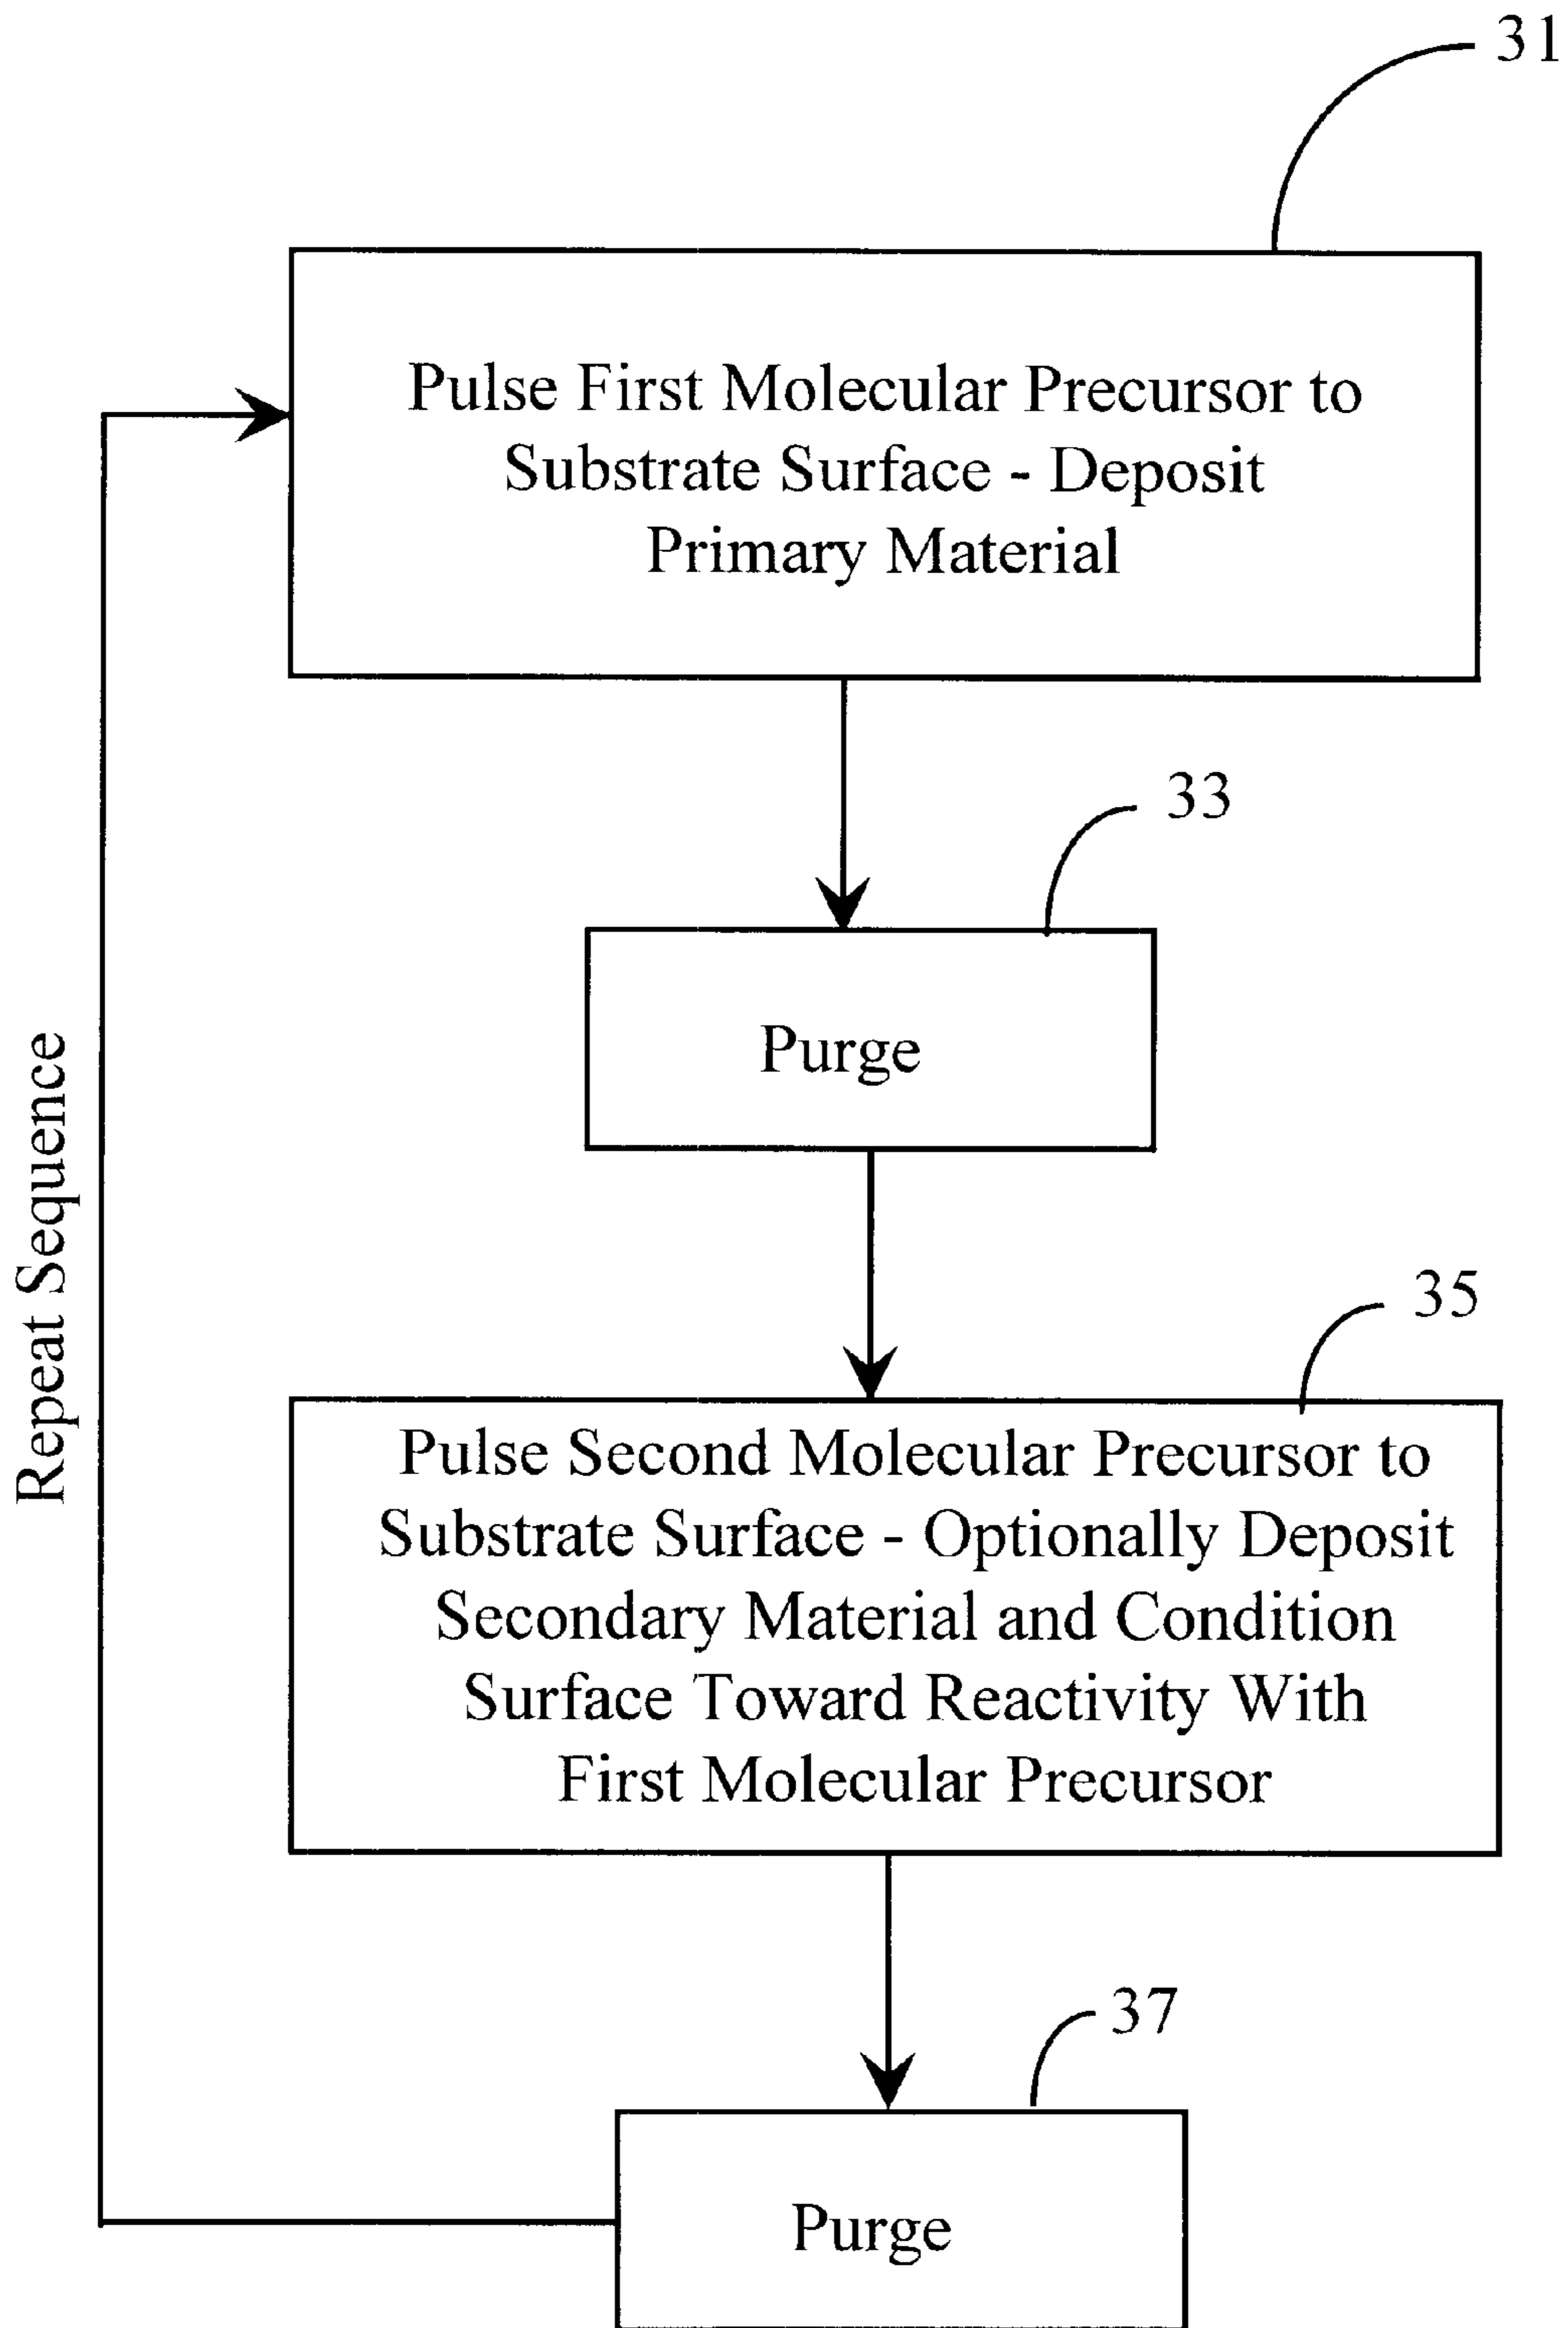 31
Pulse First Molecular Precursor to
Substrate Surface - Deposit
Primary Material
33
Purge
35
Pulse Second Molecular Precursor to
Substrate Surface - Optionally Deposit
Secondary Material and Condition
Surface Toward Reactivity With
First Molecular Precursor
37
Purge
Repeat Sequence